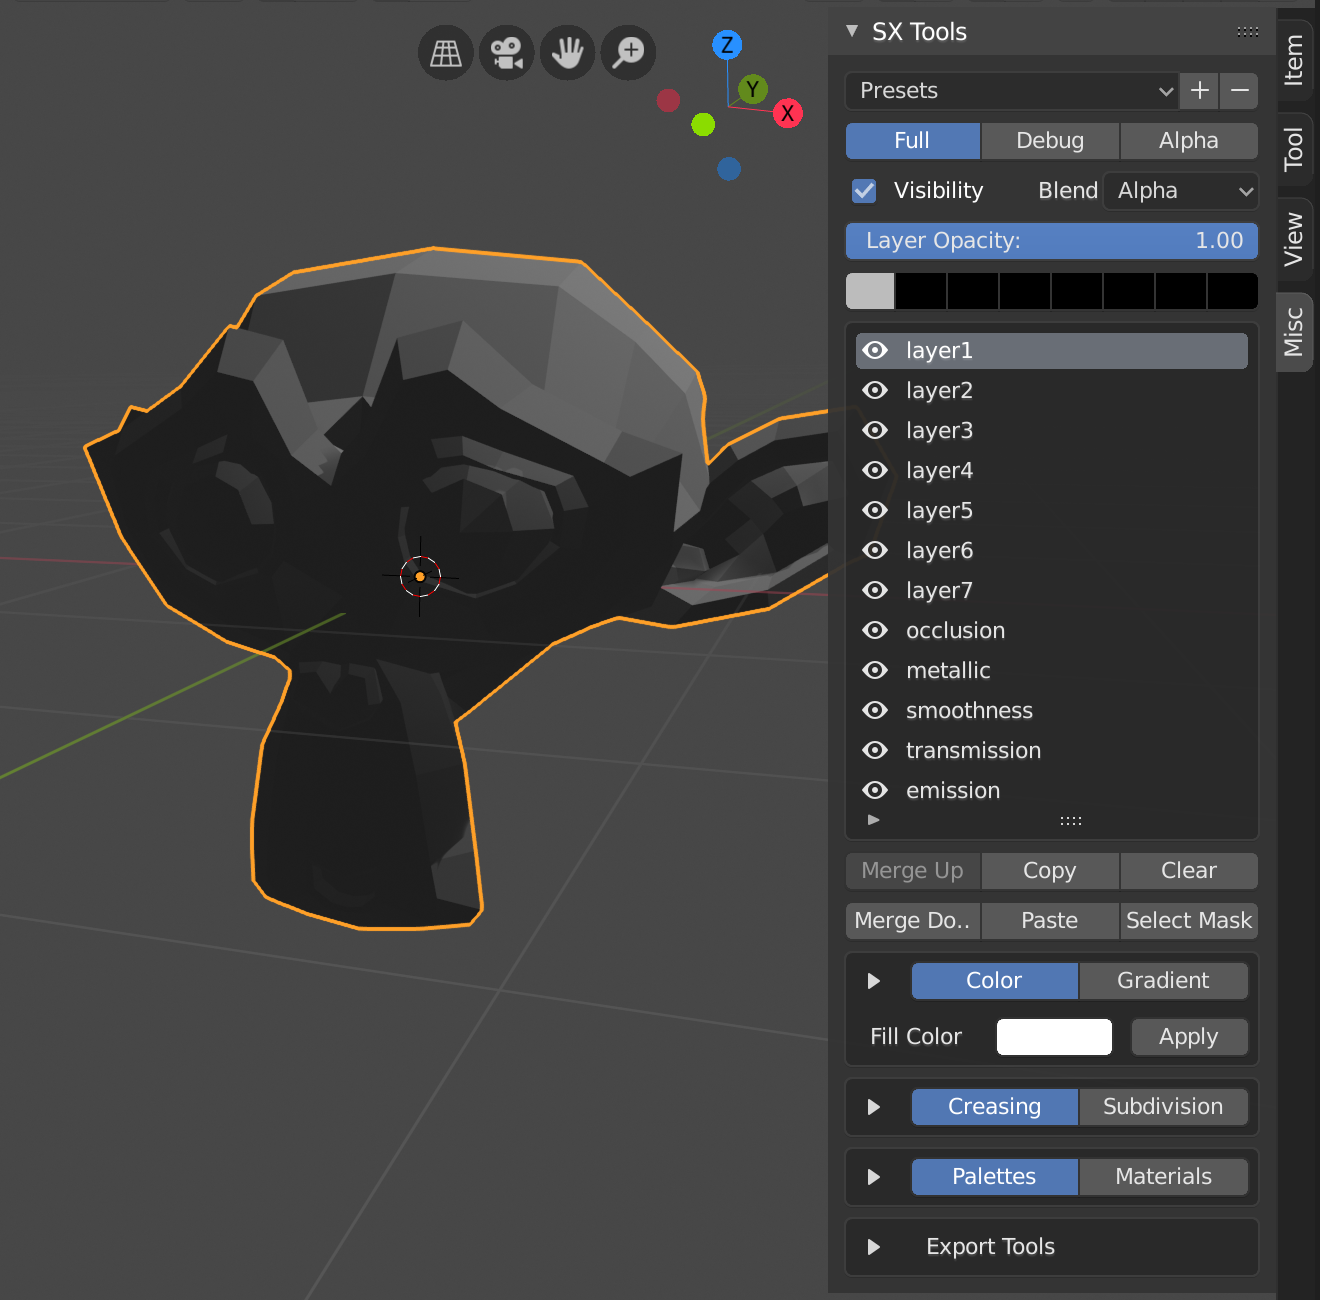 Z
Y
X
SX Tools
Presets
Full Debug Alpha
Visibility Blend Alpha
Layer Opacity: 1.00
layer1
layer2
layer3
layer4
layer5
layer6
layer7
occlusion
metallic
smoothness
transmission
emission
Merge Up Copy Clear
Merge Do.. Paste Select Mask
Color Gradient
Fill Color Apply
Creasing Subdivision
Palettes Materials
Export Tools
Item
Tool
View
Misc